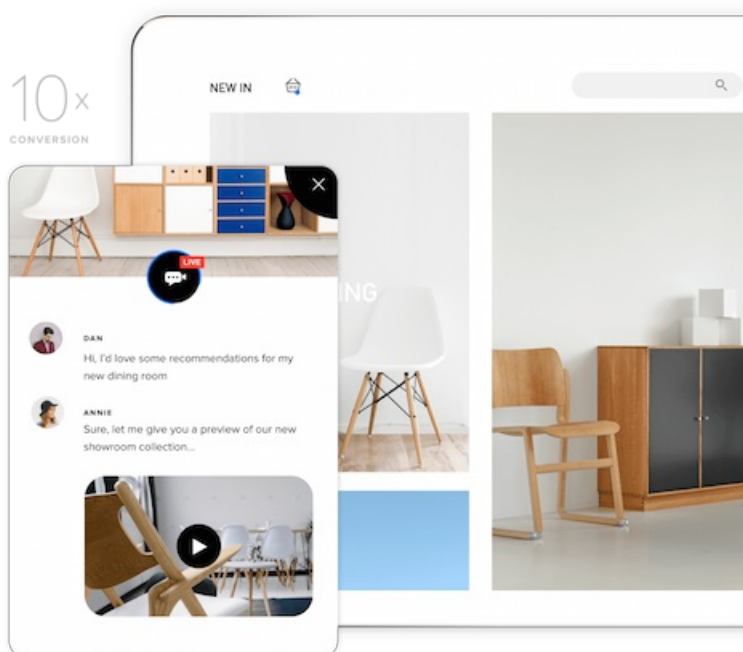 10x
CONVERSION
NEW IN
LIVE
ING
DAN
Hi, I'd love some recommendations for my
new dining room
ANNIE
Sure, let me give you a preview of our new
showroom collection...